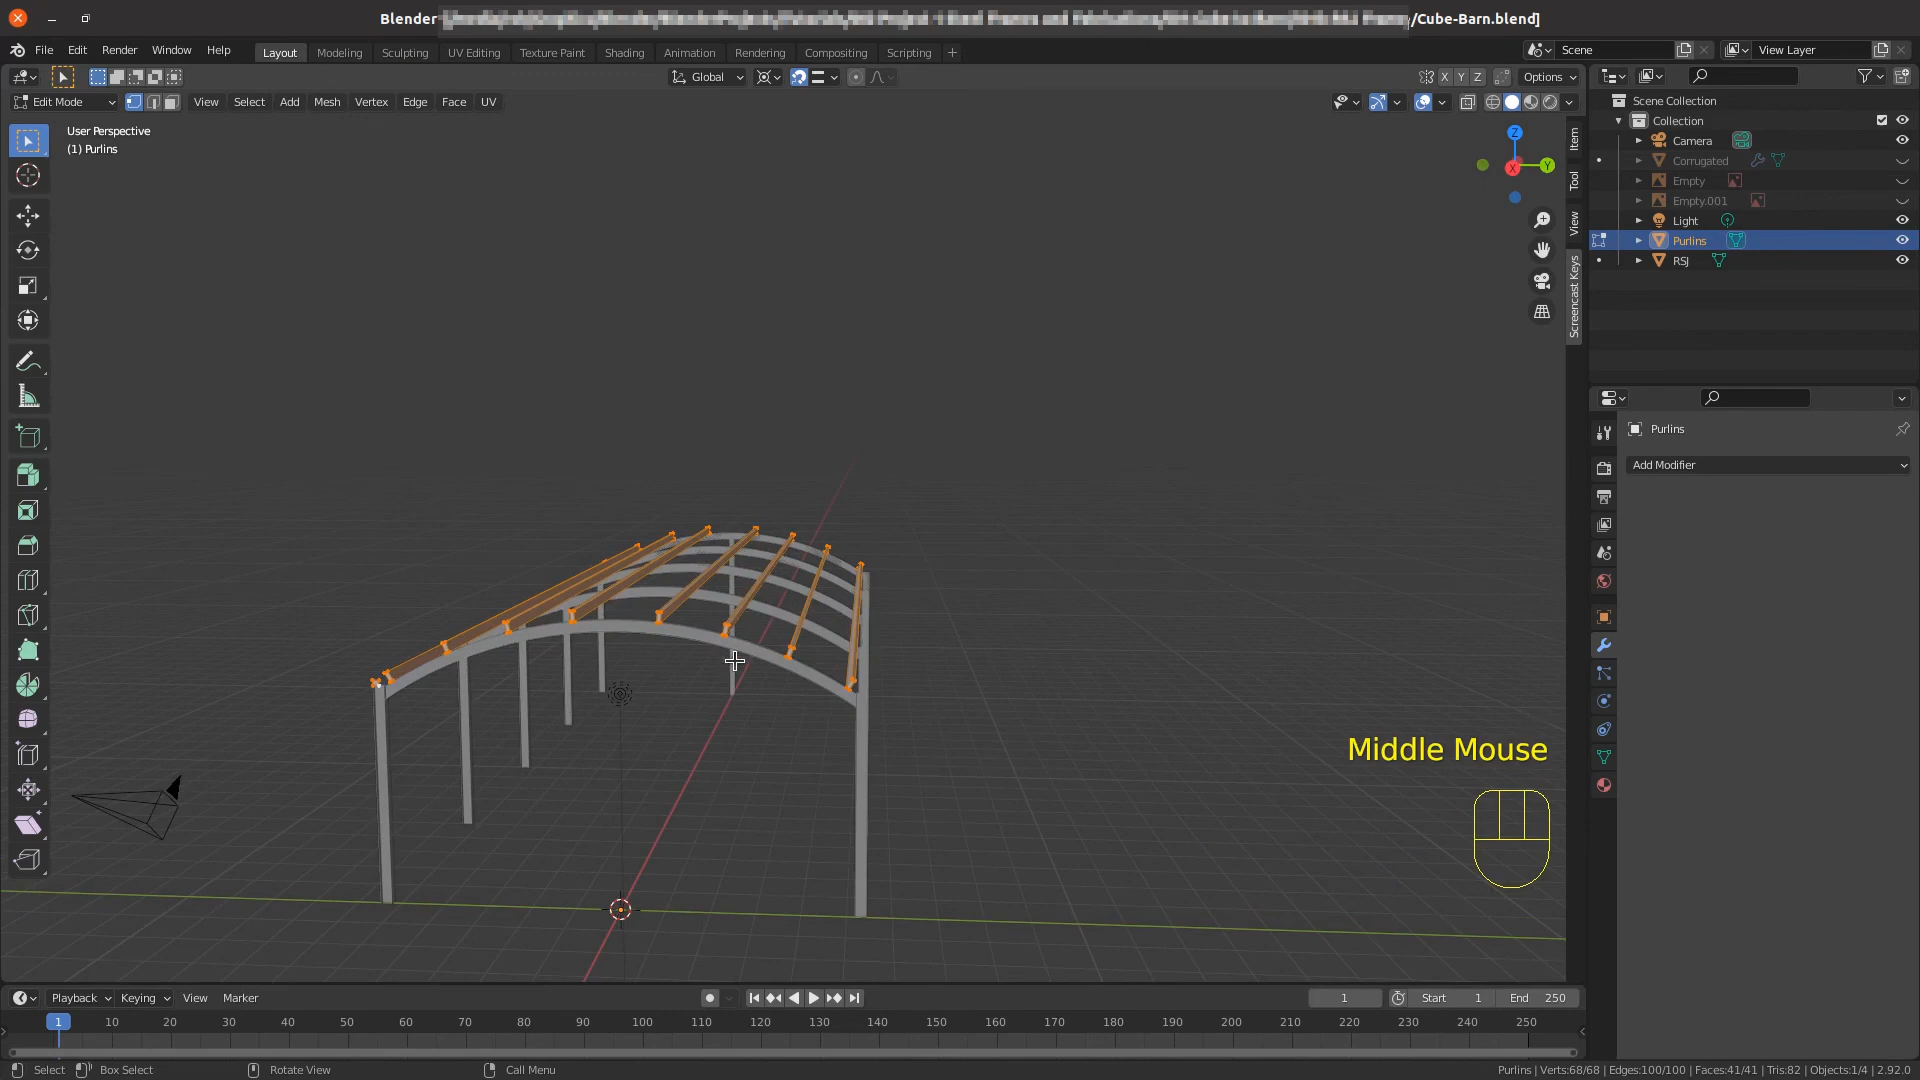 Blender /Cube-Barn.blend]
File Edit Render Window Help
Layout Modeling Sculpting UV Editing Texture Paint Shading Animation Rendering Compositing Scripting
Scene View Layer
Global
X Y Z Options
Edit Mode View Select Add Mesh Vertex Edge Face UV
User Perspective
(1) Purlins
Z
Y
X
Item
Tool
View
Screencast Keys
Scene Collection
Collection
Camera
Corrugated
Empty
Empty.001
Light
Purlins
RSJ
Purlins
Add Modifier
Middle Mouse
Playback Keying View Marker
1 Start 1 End 250
1 10 20 30 40 50 60 70 80 90 100 110 120 130 140 150 160 170 180 190 200 210 220 230 240 250
Select Box Select Rotate View Call Menu
Purlins | Verts:68/68 | Edges:100/100 | Faces:41/41 | Tris:82 | Objects:1/4 | 2.92.0